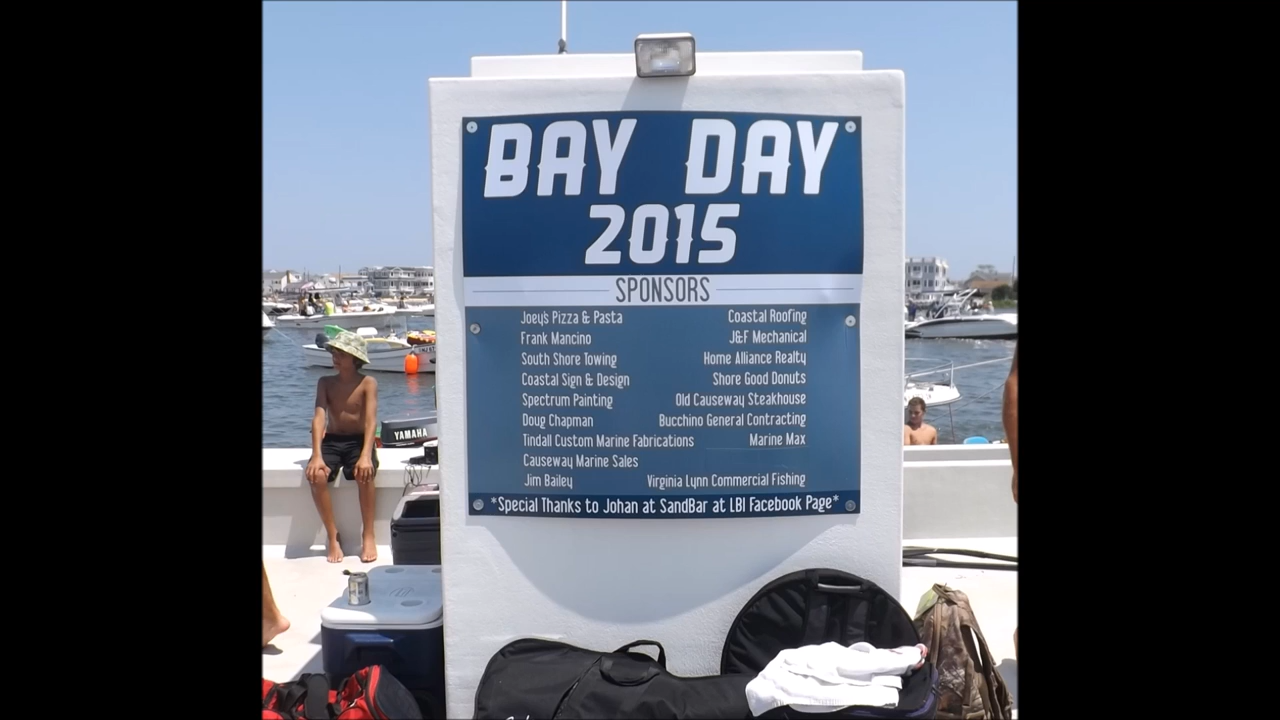 BAY DAY
2015
SPONSORS
Joey's Pizza & Pasta Coastal Roofing
Frank Mancino J&F Mechanical
South Shore Towing Home Alliance Realty
Coastal Sign & Design Shore Good Donuts
Spectrum Painting Old Causeway Steakhouse
Doug Chapman Bucchino General Contracting
Tindall Custom Marine Fabrications Marine Max
Causeway Marine Sales
Jim Bailey Virginia Lynn Commercial Fishing
*Special Thanks to Johan at SandBar at LBI Facebook Page*
YAMAHA